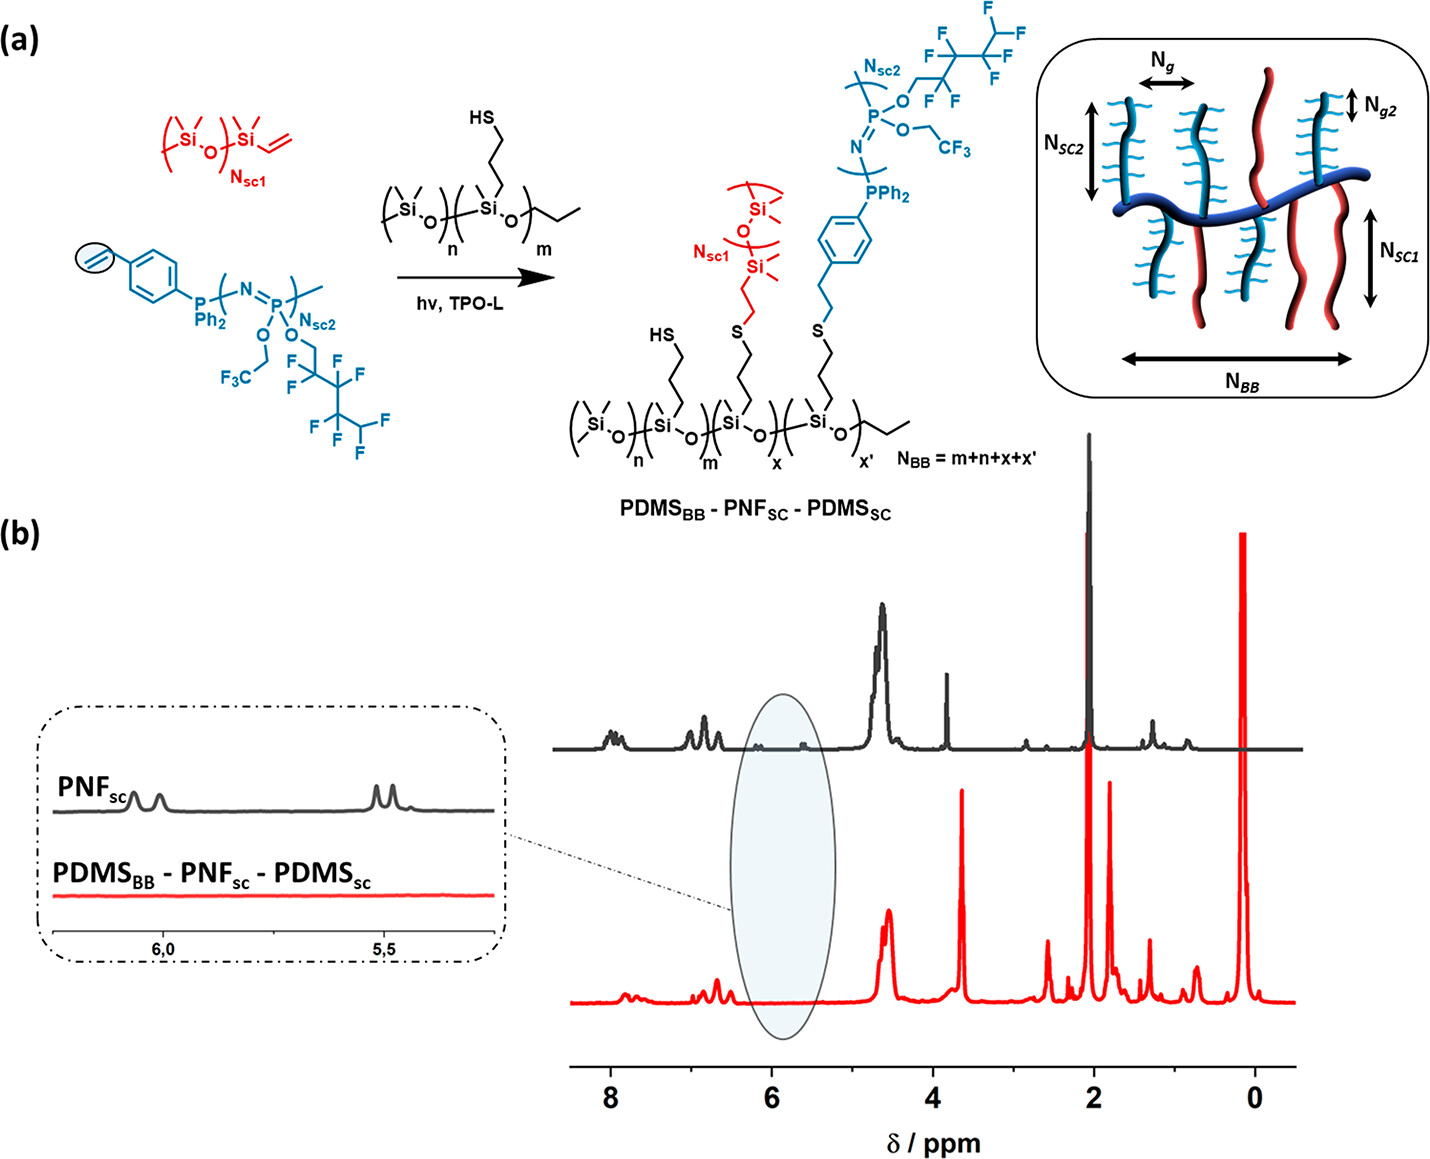 (a)
Si O Si
Nsc1
Ph2
P N P
Nsc2
O O
F3C
F F
F F
F F
F F
HS
Si O Si O
n m
hv, TPO-L
HS
Si O Si O Si O Si O
n m x x'
S S
Si
Nsc1
O
Si
PPh2
N
P
Nsc2
O
O
CF3
F F
F F
F F
F F
NBB = m+n+x+x'
PDMSBB - PNFSC - PDMSSC
Ng
Ng2
NSC2
NSC1
NBB
(b)
PNFsc
PDMSBB - PNFsc - PDMSsc
6,0 5,5
8 6 4 2 0
δ / ppm